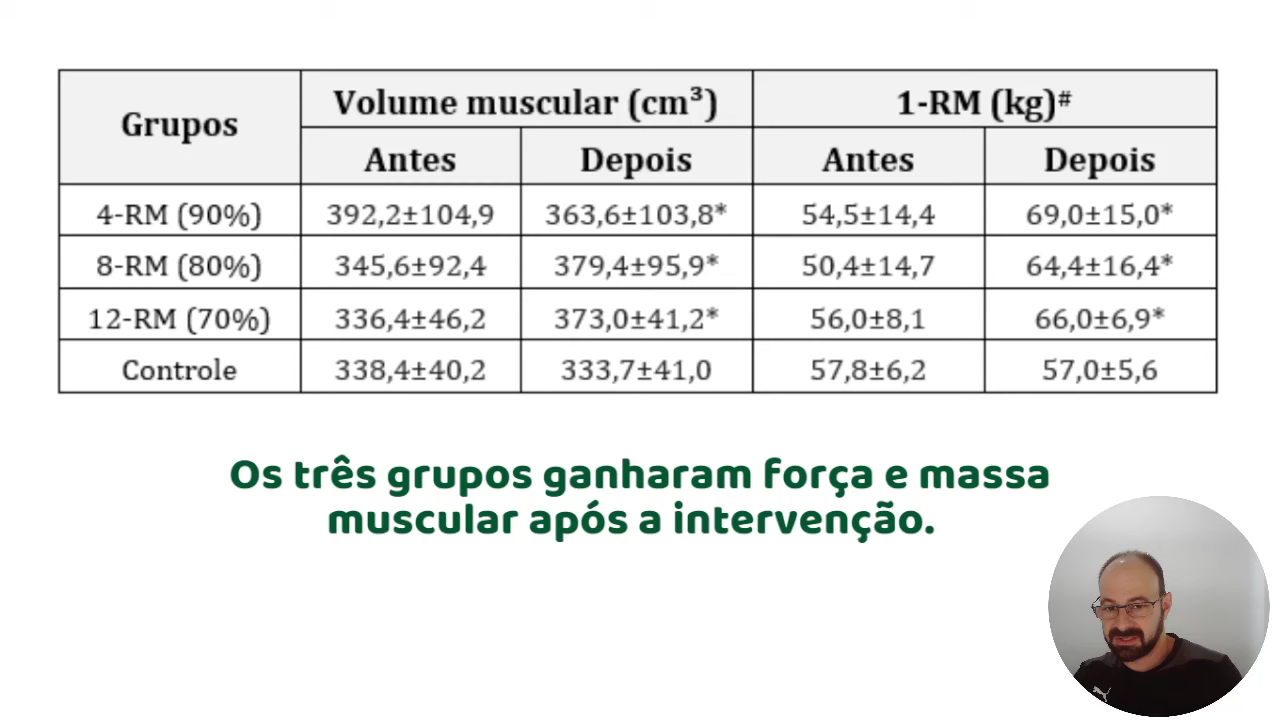 Grupos Volume muscular (cm³) 1-RM (kg)#
Antes Depois Antes Depois
4-RM (90%) 392,2±104,9 363,6±103,8* 54,5±14,4 69,0±15,0*
8-RM (80%) 345,6±92,4 379,4±95,9* 50,4±14,7 64,4±16,4*
12-RM (70%) 336,4±46,2 373,0±41,2* 56,0±8,1 66,0±6,9*
Controle 338,4±40,2 333,7±41,0 57,8±6,2 57,0±5,6
Os três grupos ganharam força e massa
muscular após a intervenção.